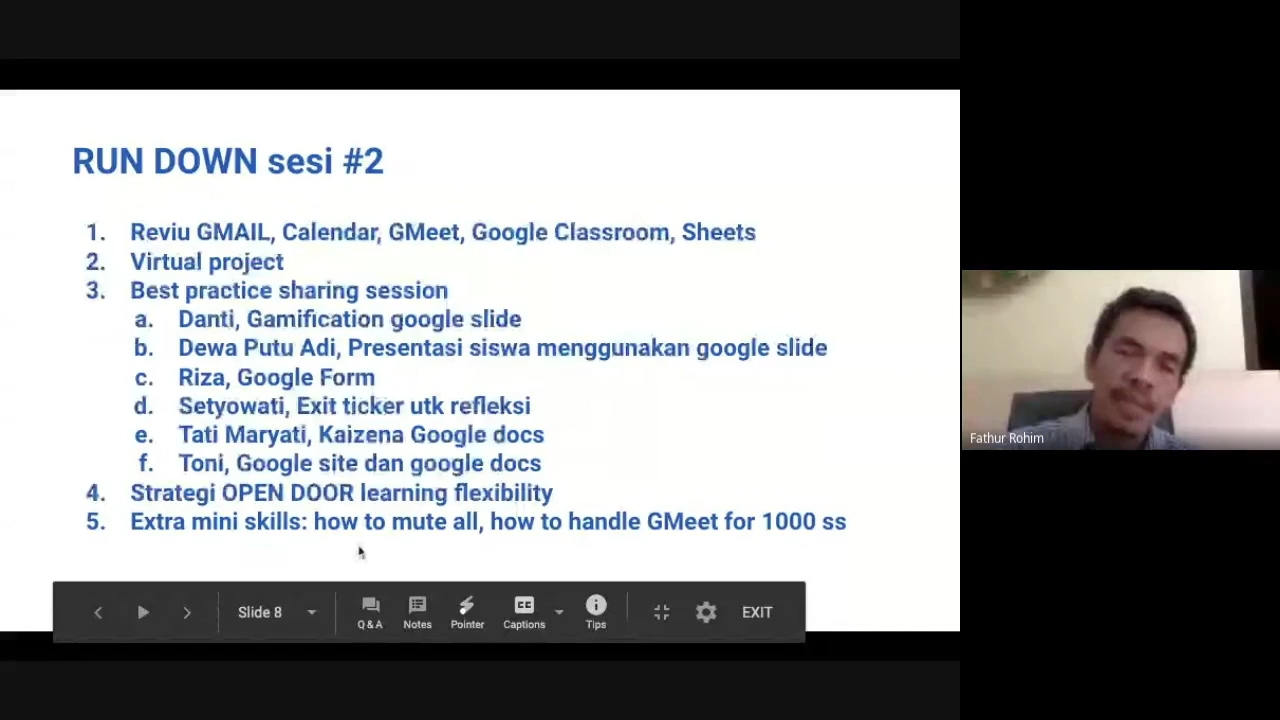 RUN DOWN sesi #2
1. Reviu GMAIL, Calendar, GMeet, Google Classroom, Sheets
2. Virtual project
3. Best practice sharing session
a. Danti, Gamification google slide
b. Dewa Putu Adi, Presentasi siswa menggunakan google slide
c. Riza, Google Form
d. Setyowati, Exit ticker utk refleksi
e. Tati Maryati, Kaizena Google docs
f. Toni, Google site dan google docs
4. Strategi OPEN DOOR learning flexibility
5. Extra mini skills: how to mute all, how to handle GMeet for 1000 ss
Fathur Rohim
Slide 8
Q & A Notes Pointer CC Captions Tips EXIT